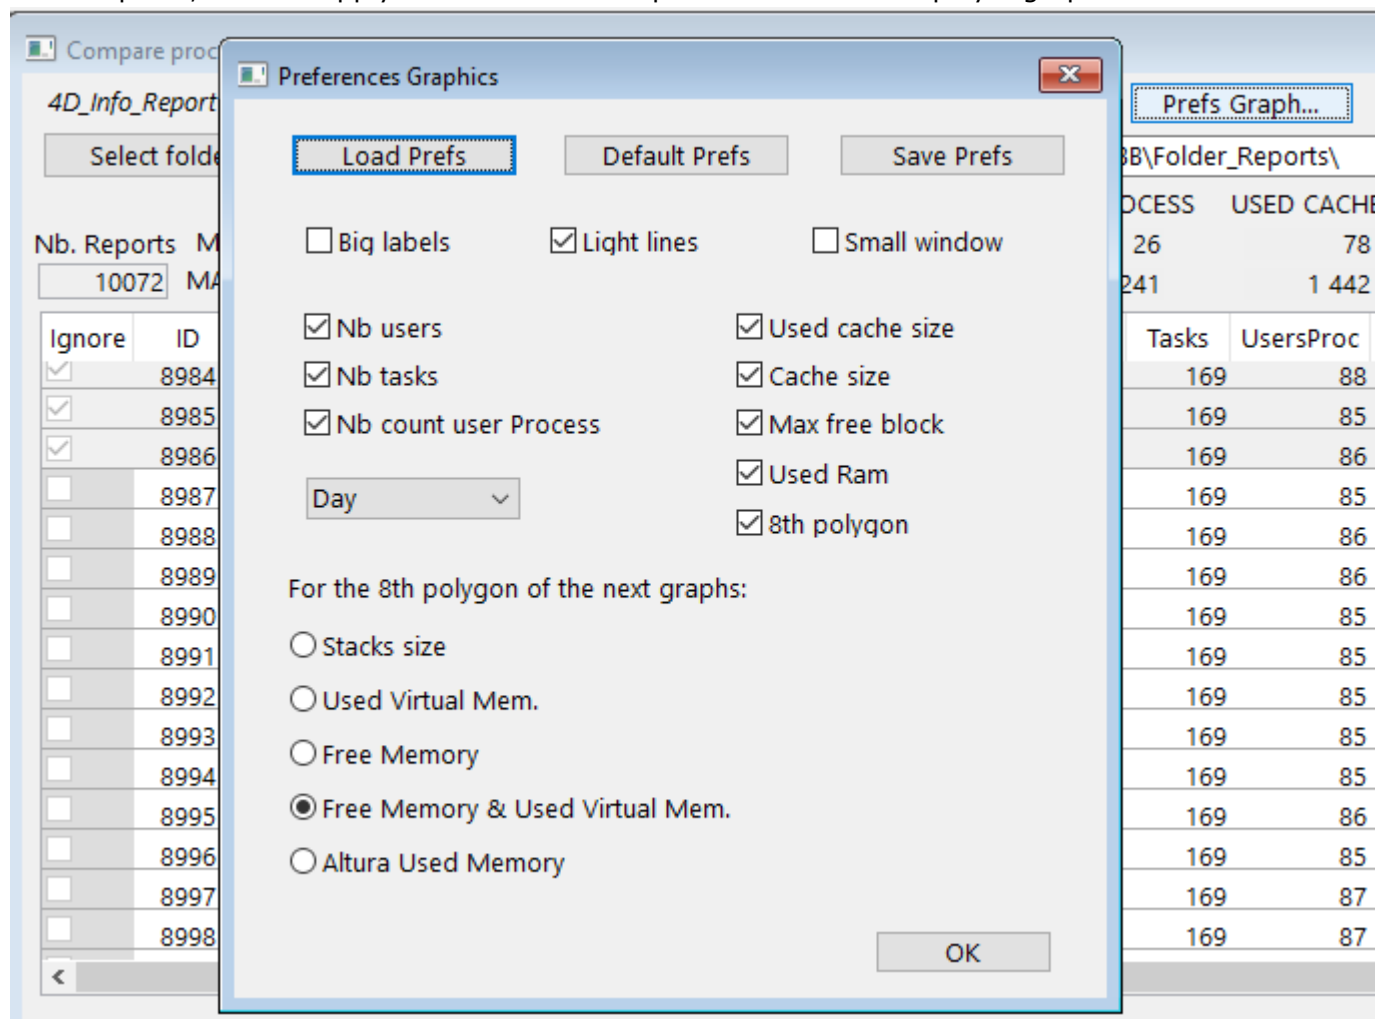 Compare proc
Preferences Graphics
4D_Info_Report
Prefs Graph...
Select folde
Load Prefs
Default Prefs
Save Prefs
BB\Folder_Reports\
OCESS USED CACHE
Nb. Reports M
Big labels
Light lines
Small window
26 78
10072 MA
241 1 442
Ignore ID
Nb users
Used cache size
Tasks UsersProc
8984
Nb tasks
Cache size
169 88
8985
Nb count user Process
Max free block
169 85
8986
Used Ram
169 86
8987
Day
169 85
8988
8th polygon
169 86
8989
For the 8th polygon of the next graphs:
169 86
8990
169 85
8991
Stacks size
169 85
8992
Used Virtual Mem.
169 85
8993
Free Memory
169 85
8994
169 85
8995
Free Memory & Used Virtual Mem.
169 86
8996
Altura Used Memory
169 85
8997
169 87
8998
169 87
OK